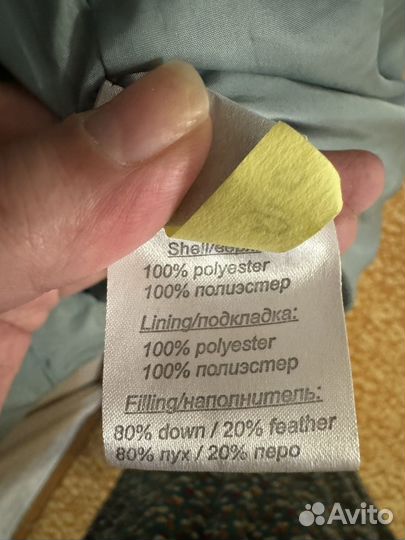 Shell/верх:
100% polyester
100% полиэстер
Lining/подкладка:
100% polyester
100% полиэстер
Filling/наполнитель:
80% down / 20% feather
80% пух / 20% перо
Avito